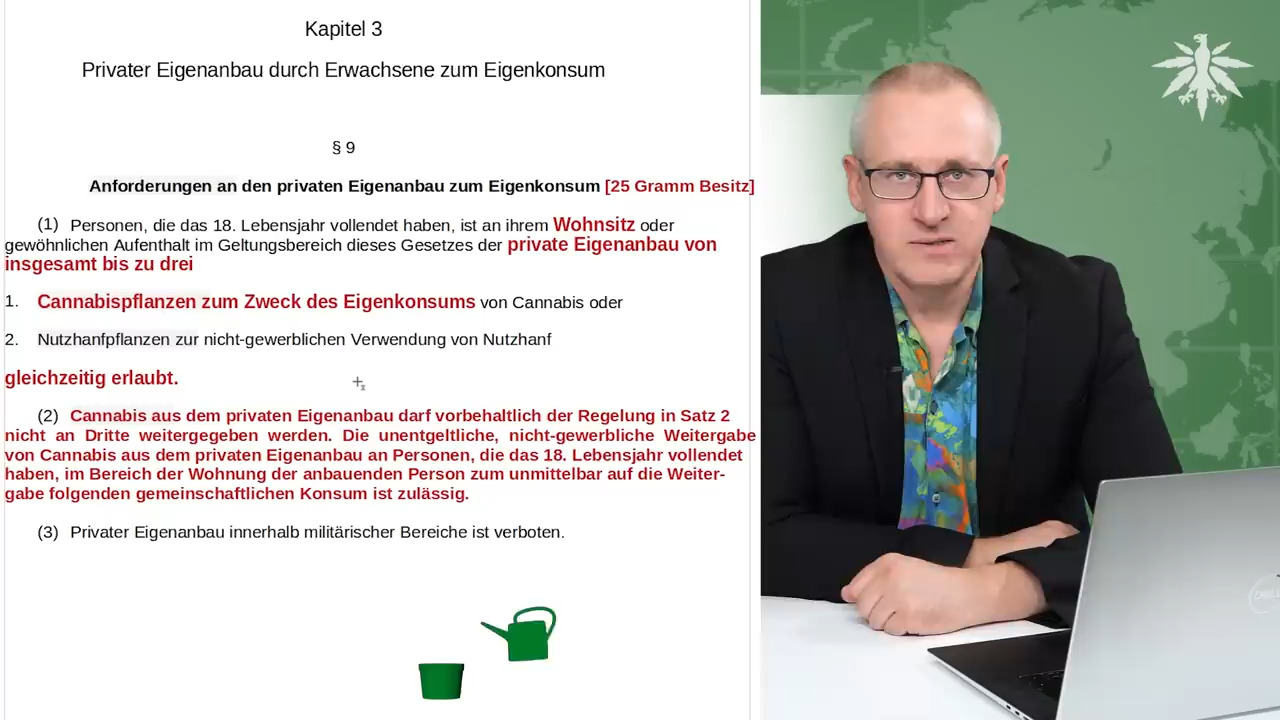 Kapitel 3
Privater Eigenanbau durch Erwachsene zum Eigenkonsum
§ 9
Anforderungen an den privaten Eigenanbau zum Eigenkonsum [25 Gramm Besitz]
(1) Personen, die das 18. Lebensjahr vollendet haben, ist an ihrem Wohnsitz oder
gewöhnlichen Aufenthalt im Geltungsbereich dieses Gesetzes der private Eigenanbau von
insgesamt bis zu drei
1. Cannabispflanzen zum Zweck des Eigenkonsums von Cannabis oder
2. Nutzhanfpflanzen zur nicht-gewerblichen Verwendung von Nutzhanf
gleichzeitig erlaubt.
(2) Cannabis aus dem privaten Eigenanbau darf vorbehaltlich der Regelung in Satz 2
nicht an Dritte weitergegeben werden. Die unentgeltliche, nicht-gewerbliche Weitergabe
von Cannabis aus dem privaten Eigenanbau an Personen, die das 18. Lebensjahr vollendet
haben, im Bereich der Wohnung der anbauenden Person zum unmittelbar auf die Weiter-
gabe folgenden gemeinschaftlichen Konsum ist zulässig.
(3) Privater Eigenanbau innerhalb militärischer Bereiche ist verboten.